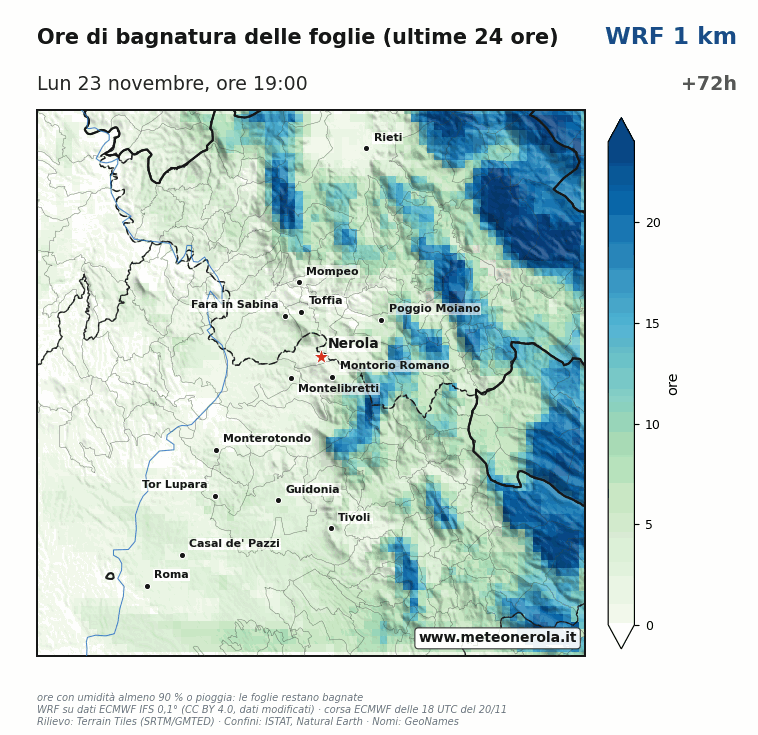 Ore di bagnatura delle foglie (ultime 24 ore)
WRF 1 km
Lun 23 novembre, ore 19:00
+72h
Rieti
Mompeo
Toffia
Fara in Sabina
Poggio Moiano
Nerola
Montorio Romano
Montelibretti
Monterotondo
Tor Lupara
Guidonia
Tivoli
Casal de' Pazzi
Roma
www.meteonerola.it
20
15
10
5
0
ore
ore con umidità almeno 90 % o pioggia: le foglie restano bagnate
WRF su dati ECMWF IFS 0,1° (CC BY 4.0, dati modificati) · corsa ECMWF delle 18 UTC del 20/11
Rilievo: Terrain Tiles (SRTM/GMTED) · Confini: ISTAT, Natural Earth · Nomi: GeoNames